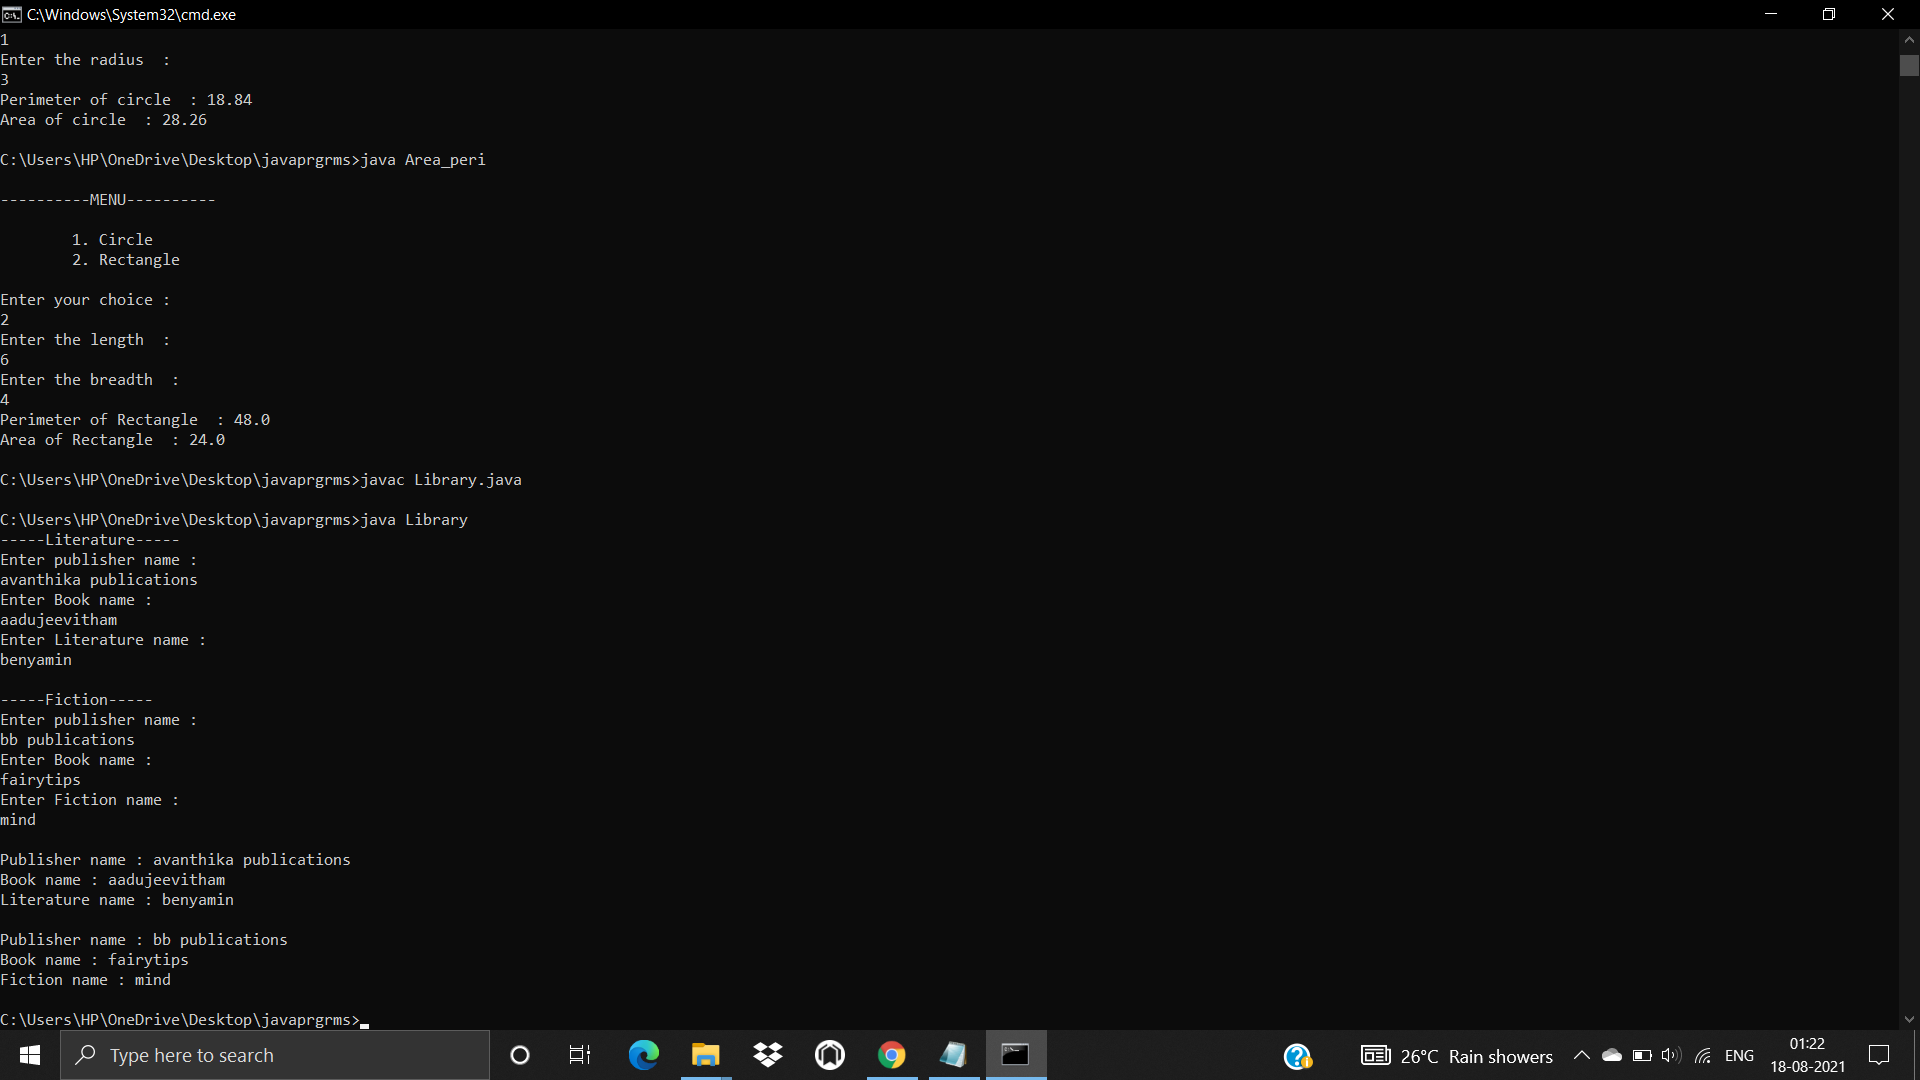 C:\Windows\System32\cmd.exe
1
Enter the radius  :
3
Perimeter of circle  : 18.84
Area of circle  : 28.26
C:\Users\HP\OneDrive\Desktop\javaprgrms>java Area_peri
----------MENU----------
1. Circle
2. Rectangle
Enter your choice :
2
Enter the length  :
6
Enter the breadth  :
4
Perimeter of Rectangle  : 48.0
Area of Rectangle  : 24.0
C:\Users\HP\OneDrive\Desktop\javaprgrms>javac Library.java
C:\Users\HP\OneDrive\Desktop\javaprgrms>java Library
-----Literature-----
Enter publisher name :
avanthika publications
Enter Book name :
aadujeevitham
Enter Literature name :
benyamin
-----Fiction-----
Enter publisher name :
bb publications
Enter Book name :
fairytips
Enter Fiction name :
mind
Publisher name : avanthika publications
Book name : aadujeevitham
Literature name : benyamin
Publisher name : bb publications
Book name : fairytips
Fiction name : mind
C:\Users\HP\OneDrive\Desktop\javaprgrms>
Type here to search
26°C Rain showers
ENG
01:22
18-08-2021